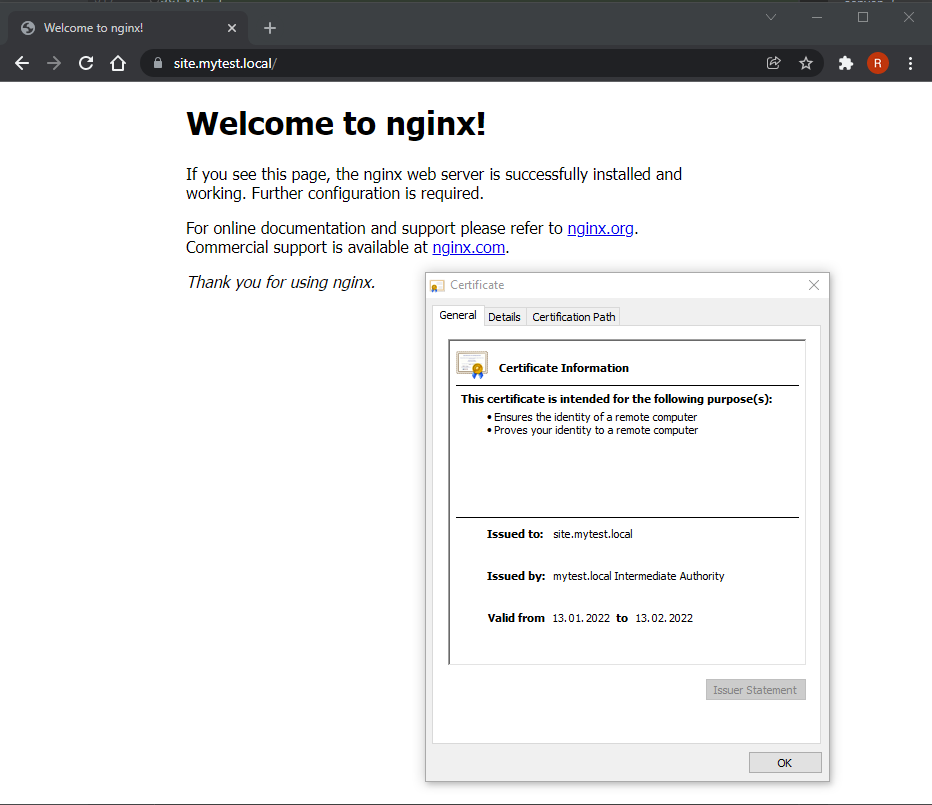 Welcome to nginx!
site.mytest.local/
R
Welcome to nginx!
If you see this page, the nginx web server is successfully installed and
working. Further configuration is required.
For online documentation and support please refer to nginx.org.
Commercial support is available at nginx.com.
Thank you for using nginx.
Certificate
General Details Certification Path
Certificate Information
This certificate is intended for the following purpose(s):
• Ensures the identity of a remote computer
• Proves your identity to a remote computer
Issued to: site.mytest.local
Issued by: mytest.local Intermediate Authority
Valid from 13.01.2022 to 13.02.2022
Issuer Statement
OK